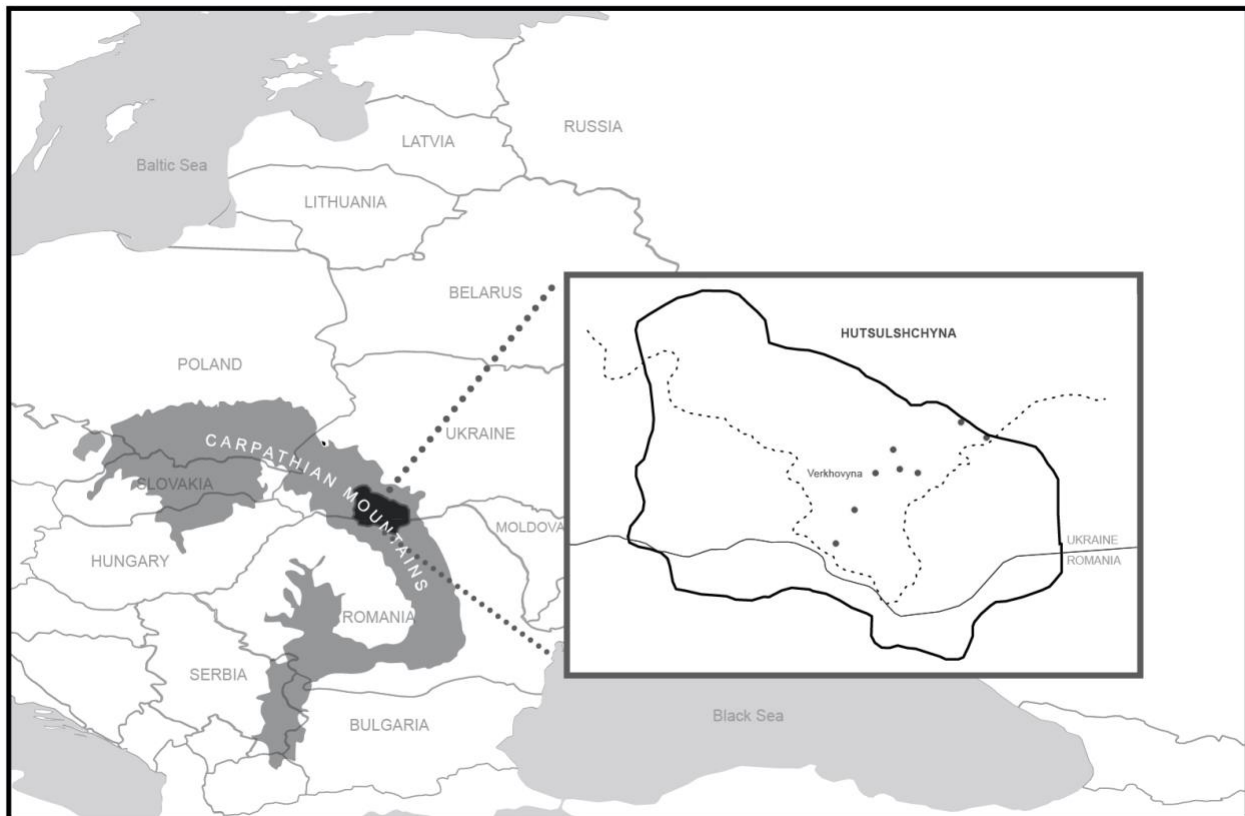 RUSSIA
LATVIA
Baltic Sea
LITHUANIA
BELARUS
POLAND
UKRAINE
CARPATHIAN MOUNTAINS
SLOVAKIA
MOLDOVA
HUNGARY
ROMANIA
SERBIA
BULGARIA
Black Sea
HUTSULSHCHYNA
Verkhovyna
UKRAINE
ROMANIA